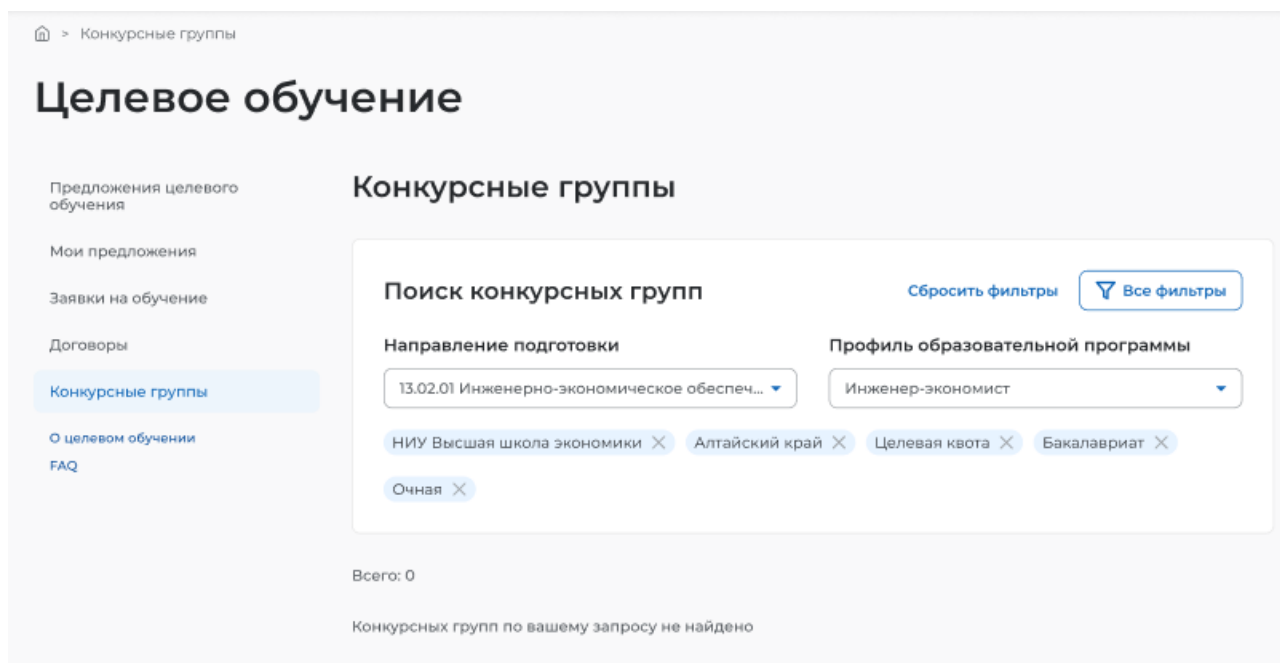 > Конкурсные группы
Целевое обучение
Предложения целевого
обучения
Мои предложения
Заявки на обучение
Договоры
Конкурсные группы
О целевом обучении
FAQ
Конкурсные группы
Поиск конкурсных групп
Сбросить фильтры
Все фильтры
Направление подготовки
Профиль образовательной программы
13.02.01 Инженерно-экономическое обеспеч...
Инженер-экономист
НИУ Высшая школа экономики
Алтайский край
Целевая квота
Бакалавриат
Очная
Всего: 0
Конкурсных групп по вашему запросу не найдено